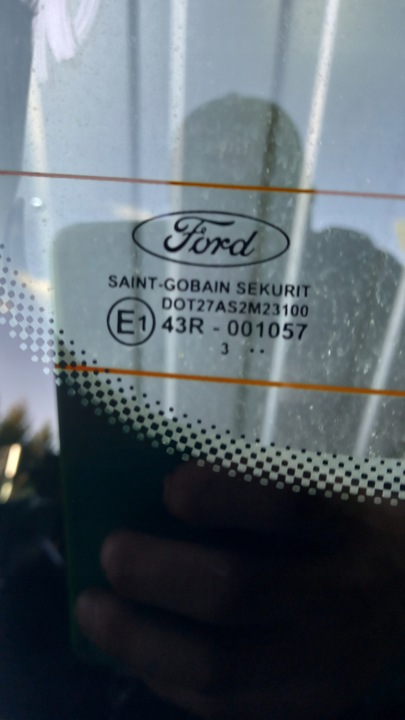 Ford
SAINT-GOBAIN SEKURIT
DOT27AS2M23100
E1 43R - 001057
3 ··